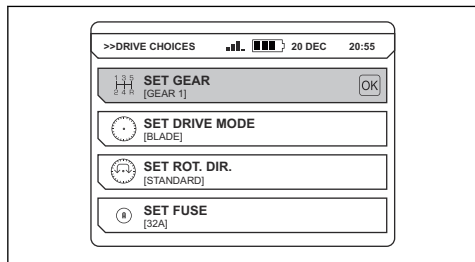 >>DRIVE CHOICES 20 DEC 20:55
1 3 5
2 4 R
SET GEAR
[GEAR 1]
OK
SET DRIVE MODE
[BLADE]
SET ROT. DIR.
[STANDARD]
A
SET FUSE
[32A]